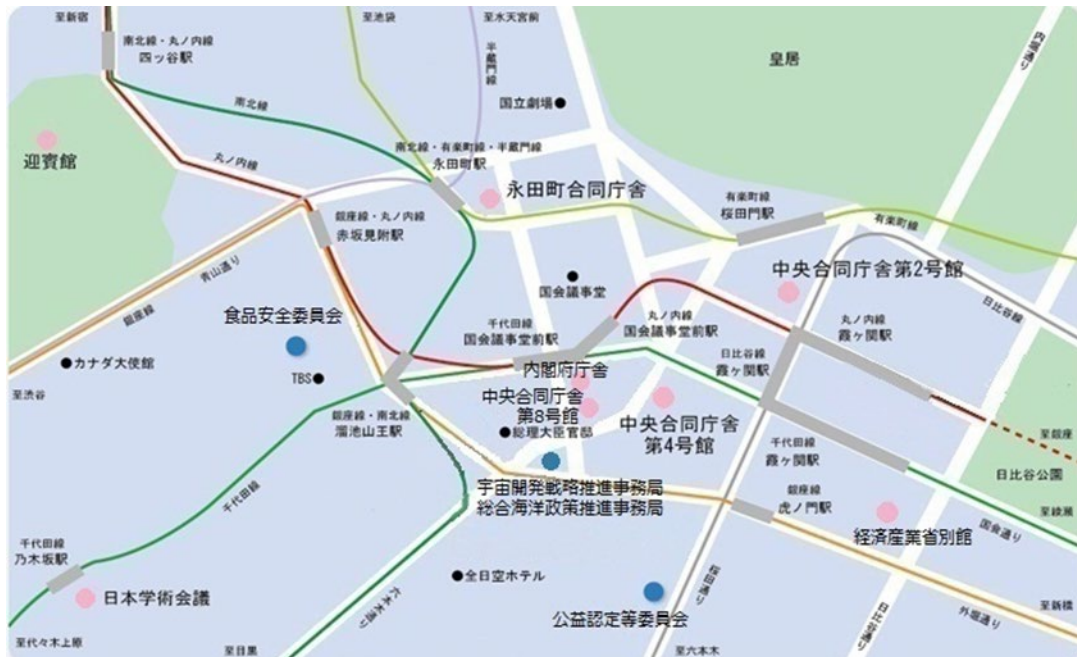 至新宿
至池袋
至水天宮前
内堀通り
南北線・丸ノ内線
四ッ谷駅
半蔵門線
皇居
南北線
国立劇場
迎賓館
丸ノ内線
南北線・有楽町線・半蔵門線
永田町駅
永田町合同庁舎
有楽町線
桜田門駅
有楽町線
銀座線・丸ノ内線
赤坂見附駅
青山通り
銀座線
中央合同庁舎第2号館
日比谷線
国会議事堂
食品安全委員会
千代田線
国会議事堂前駅
丸ノ内線
国会議事堂前駅
丸ノ内線
霞ヶ関駅
日比谷線
霞ヶ関駅
カナダ大使館
TBS
内閣府庁舎
至渋谷
中央合同庁舎
第8号館
中央合同庁舎
第4号館
銀座線・南北線
溜池山王駅
総理大臣官邸
千代田線
霞ヶ関駅
至銀座
日比谷公園
宇宙開発戦略推進事務局
総合海洋政策推進事務局
千代田線
銀座線
虎ノ門駅
経済産業省別館
至綾瀬
国会通り
千代田線
乃木坂駅
日本学術会議
全日空ホテル
六本木通り
公益認定等委員会
桜田通り
日比谷通り
外堀通り
至新橋
至代々木上原
至目黒
至六本木